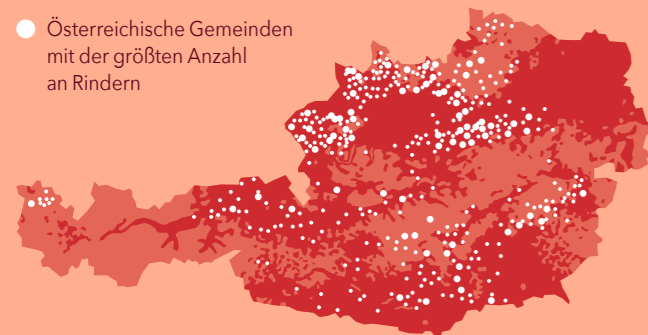 Österreichische Gemeinden
mit der größten Anzahl
an Rindern